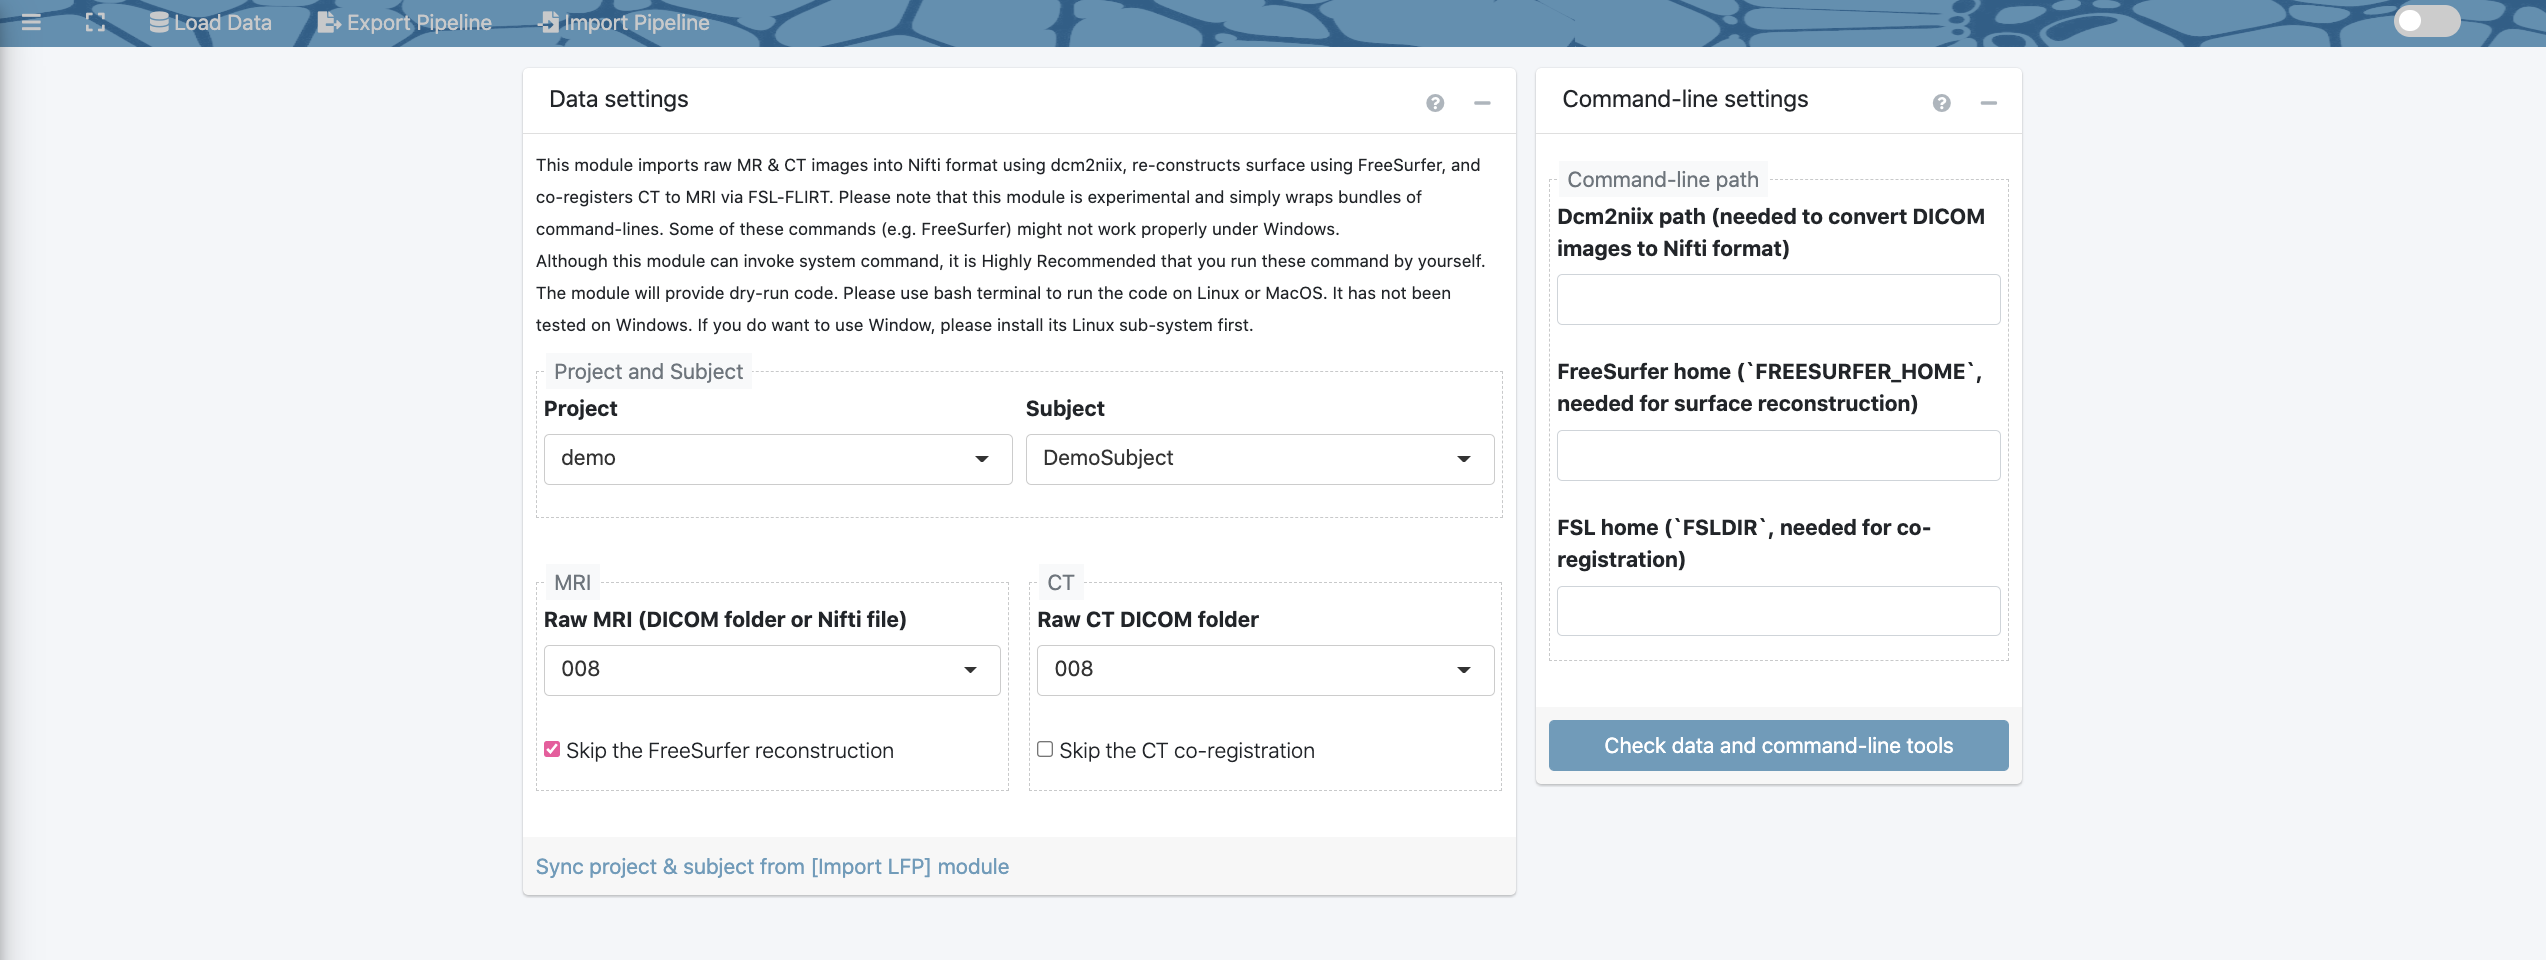 Load Data
Export Pipeline
Import Pipeline
Data settings
This module imports raw MR & CT images into Nifti format using dcm2niix, re-constructs surface using FreeSurfer, and
co-registers CT to MRI via FSL-FLIRT. Please note that this module is experimental and simply wraps bundles of
command-lines. Some of these commands (e.g. FreeSurfer) might not work properly under Windows.
Although this module can invoke system command, it is Highly Recommended that you run these command by yourself.
The module will provide dry-run code. Please use bash terminal to run the code on Linux or MacOS. It has not been
tested on Windows. If you do want to use Window, please install its Linux sub-system first.
Project and Subject
Project
demo
Subject
DemoSubject
MRI
Raw MRI (DICOM folder or Nifti file)
008
Skip the FreeSurfer reconstruction
CT
Raw CT DICOM folder
008
Skip the CT co-registration
Sync project & subject from [Import LFP] module
Command-line settings
Command-line path
Dcm2niix path (needed to convert DICOM
images to Nifti format)
FreeSurfer home (`FREESURFER_HOME`,
needed for surface reconstruction)
FSL home (`FSLDIR`, needed for co-
registration)
Check data and command-line tools